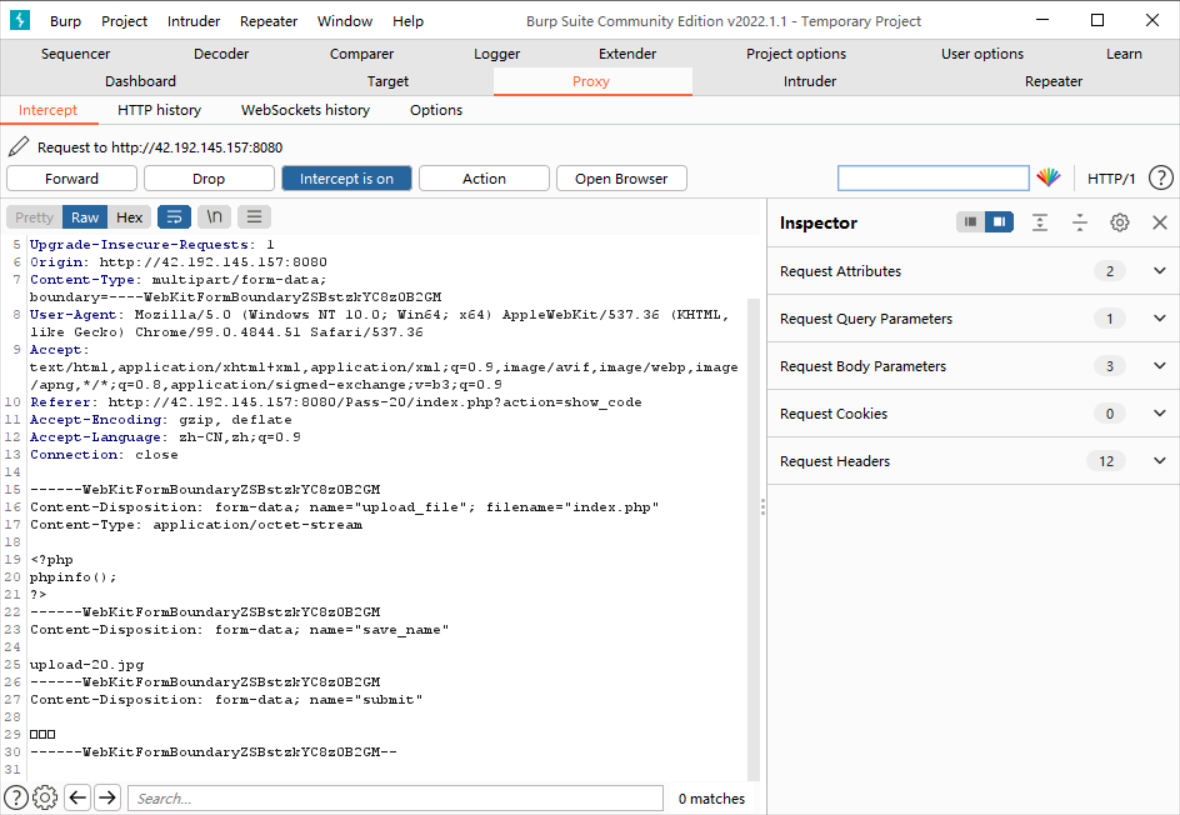 Burp Project Intruder Repeater Window Help Burp Suite Community Edition v2022.1.1 - Temporary Project
Sequencer Decoder Comparer Logger Extender Project options User options Learn
Dashboard Target Proxy Intruder Repeater
Intercept HTTP history WebSockets history Options
Request to http://42.192.145.157:8080
Forward Drop Intercept is on Action Open Browser HTTP/1 ?
Pretty Raw Hex \n
5 Upgrade-Insecure-Requests: 1
6 Origin: http://42.192.145.157:8080
7 Content-Type: multipart/form-data;
boundary=----WebKitFormBoundaryZSBstzkYC8z0B2GM
8 User-Agent: Mozilla/5.0 (Windows NT 10.0; Win64; x64) AppleWebKit/537.36 (KHTML,
like Gecko) Chrome/99.0.4844.51 Safari/537.36
9 Accept:
text/html,application/xhtml+xml,application/xml;q=0.9,image/avif,image/webp,image
/apng,*/*;q=0.8,application/signed-exchange;v=b3;q=0.9
10 Referer: http://42.192.145.157:8080/Pass-20/index.php?action=show_code
11 Accept-Encoding: gzip, deflate
12 Accept-Language: zh-CN,zh;q=0.9
13 Connection: close
14
15 ------WebKitFormBoundaryZSBstzkYC8z0B2GM
16 Content-Disposition: form-data; name="upload_file"; filename="index.php"
17 Content-Type: application/octet-stream
18
19 <?php
20 phpinfo();
21 ?>
22 ------WebKitFormBoundaryZSBstzkYC8z0B2GM
23 Content-Disposition: form-data; name="save_name"
24
25 upload-20.jpg
26 ------WebKitFormBoundaryZSBstzkYC8z0B2GM
27 Content-Disposition: form-data; name="submit"
28
29 □□□
30 ------WebKitFormBoundaryZSBstzkYC8z0B2GM--
31
? Search... 0 matches
Inspector
Request Attributes 2
Request Query Parameters 1
Request Body Parameters 3
Request Cookies 0
Request Headers 12